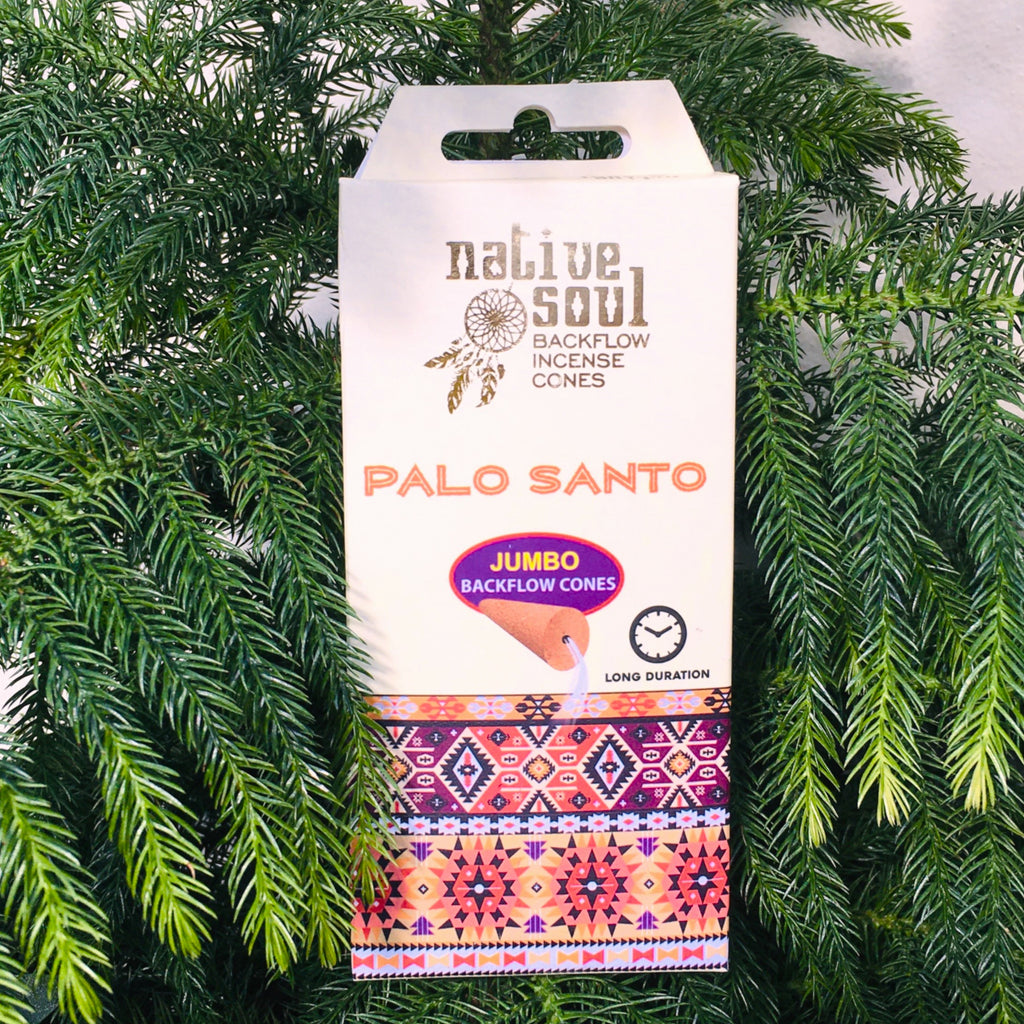 native
soul
BACKFLOW
INCENSE
CONES
PALO SANTO
JUMBO
BACKFLOW CONES
LONG DURATION